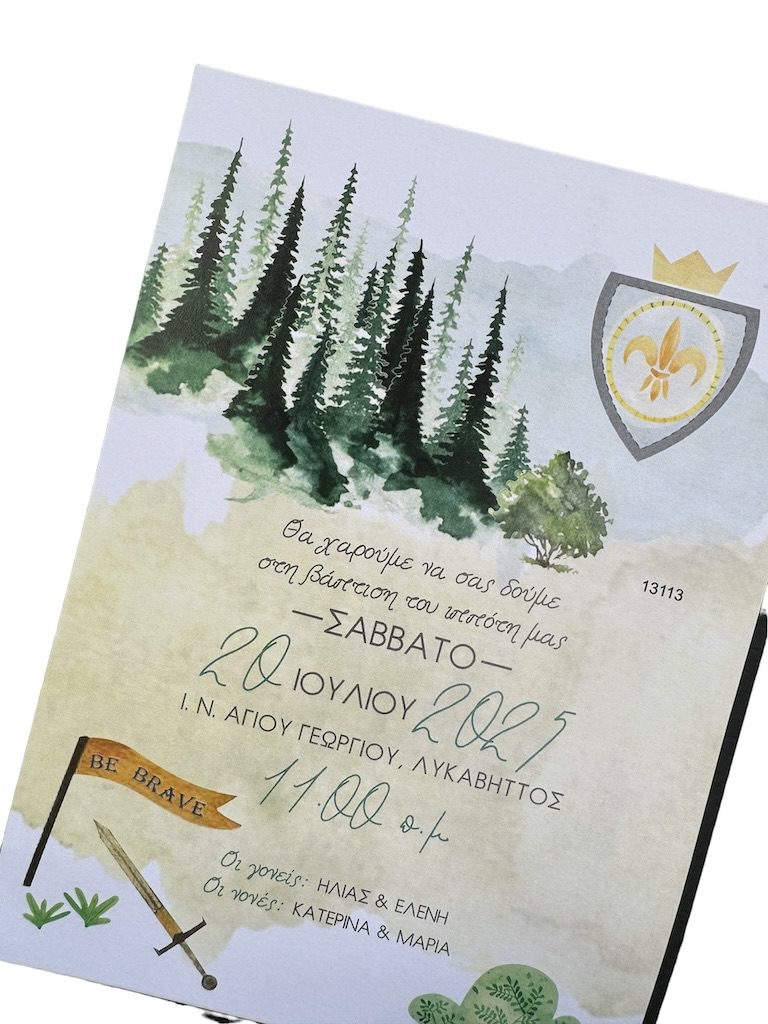 Θα χαρούμε να σας δούμε
στη βάπτιση του ιππότη μας
13113
—ΣΑΒΒΑΤΟ—
20 ΙΟΥΛΙΟΥ 2025
Ι. Ν. ΑΓΙΟΥ ΓΕΩΡΓΙΟΥ, ΛΥΚΑΒΗΤΤΟΣ
11.00 π.μ
BE BRAVE
Οι γονείς: ΗΛΙΑΣ & ΕΛΕΝΗ
Οι νονές: ΚΑΤΕΡΙΝΑ & ΜΑΡΙΑ